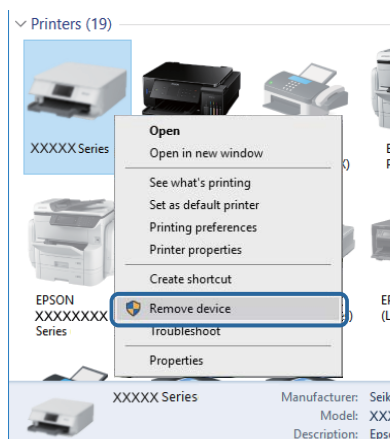 Printers (19)
XXXXX Series
Open
Open in new window
See what's printing
Set as default printer
Printing preferences
Printer properties
Create shortcut
Remove device
Troubleshoot
Properties
EPSON
XXXXXXXX
Series
XXXXX Series
Manufacturer:
Model:
Description: